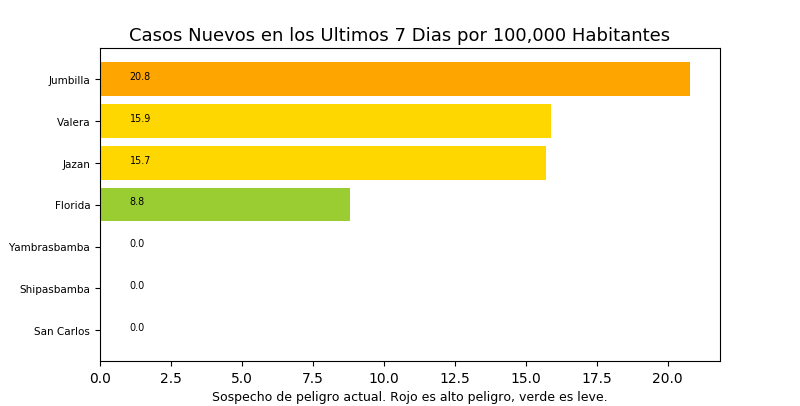 Casos Nuevos en los Ultimos 7 Dias por 100,000 Habitantes
Jumbilla 20.8
Valera 15.9
Jazan 15.7
Florida 8.8
Yambrasbamba 0.0
Shipasbamba 0.0
San Carlos 0.0
0.0 2.5 5.0 7.5 10.0 12.5 15.0 17.5 20.0
Sospecho de peligro actual. Rojo es alto peligro, verde es leve.